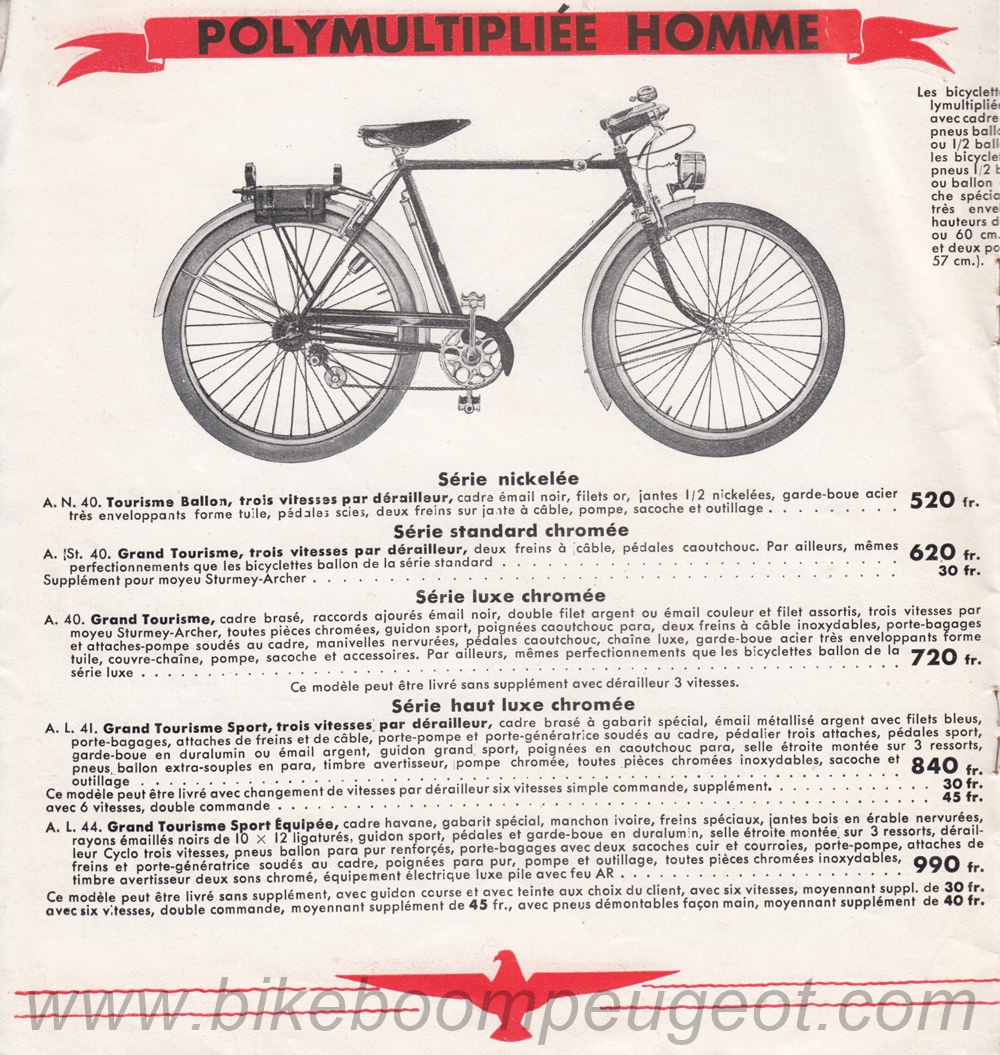 POLYMULTIPLIÉE HOMME
Les bicyclett
lymultiplié
avec cadre
pneus ball
ou 1/2 ball
les bicycle
pneus 1/2 b
ou ballon
che spécia
très enve
hauteurs d
ou 60 cm.
et deux po
57 cm.).
Série nickelée
A. N. 40. Tourisme Ballon, trois vitesses par dérailleur, cadre émail noir, filets or, jantes 1/2 nickelées, garde-boue acier
très enveloppants forme tuile, pédales scies, deux freins sur jante à câble, pompe, sacoche et outillage . . . . . . . . . . 520 fr.
Série standard chromée
A. St. 40. Grand Tourisme, trois vitesses par dérailleur, deux freins à câble, pédales caoutchouc. Par ailleurs, mêmes
perfectionnements que les bicyclettes ballon de la série standard . . . . . . . . . . 620 fr.
Supplément pour moyeu Sturmey-Archer . . . . . . . . . . 30 fr.
Série luxe chromée
A. 40. Grand Tourisme, cadre brasé, raccords ajourés émail noir, double filet argent ou émail couleur et filet assortis, trois vitesses par
moyeu Sturmey-Archer, toutes pièces chromées, guidon sport, poignées caoutchouc para, deux freins à câble inoxydables, porte-bagages
et attaches-pompe soudés au cadre, manivelles nervurées, pédales caoutchouc, chaîne luxe, garde-boue acier très enveloppants forme
tuile, couvre-chaîne, pompe, sacoche et accessoires. Par ailleurs, mêmes perfectionnements que les bicyclettes ballon de la
série luxe . . . . . . . . . . 720 fr.
Ce modèle peut être livré sans supplément avec dérailleur 3 vitesses.
Série haut luxe chromée
A. L. 41. Grand Tourisme Sport, trois vitesses par dérailleur, cadre brasé à gabarit spécial, émail métallisé argent avec filets bleus,
porte-bagages, attaches de freins et de câble, porte-pompe et porte-génératrice soudés au cadre, pédalier trois attaches, pédales sport,
garde-boue en duralumin ou émail argent, guidon grand sport, poignées en caoutchouc para, selle étroite montée sur 3 ressorts,
pneus ballon extra-souples en para, timbre avertisseur, pompe chromée, toutes pièces chromées inoxydables, sacoche et
outillage . . . . . . . . . . 840 fr.
Ce modèle peut être livré avec changement de vitesses par dérailleur six vitesses simple commande, supplément. . . . . . . . . . 30 fr.
avec 6 vitesses, double commande . . . . . . . . . . 45 fr.
A. L. 44. Grand Tourisme Sport Équipée, cadre havane, gabarit spécial, manchon ivoire, freins spéciaux, jantes bois en érable nervurées,
rayons émaillés noirs de 10 × 12 ligaturés, guidon sport, pédales et garde-boue en duralumin, selle étroite montée sur 3 ressorts, dérail-
leur Cyclo trois vitesses, pneus ballon para pur renforcés, porte-bagages avec deux sacoches cuir et courroies, porte-pompe, attaches de
freins et porte-génératrice soudés au cadre, poignées para pur, pompe et outillage, toutes pièces chromées inoxydables,
timbre avertisseur deux sons chromé, équipement électrique luxe pile avec feu AR . . . . . . . . . . 990 fr.
Ce modèle peut être livré sans supplément, avec guidon course et avec teinte aux choix du client, avec six vitesses, moyennant suppl. de 30 fr.
avec six vitesses, double commande, moyennant supplément de 45 fr., avec pneus démontables façon main, moyennant supplément de 40 fr.
www.bikeboompeugeot.com